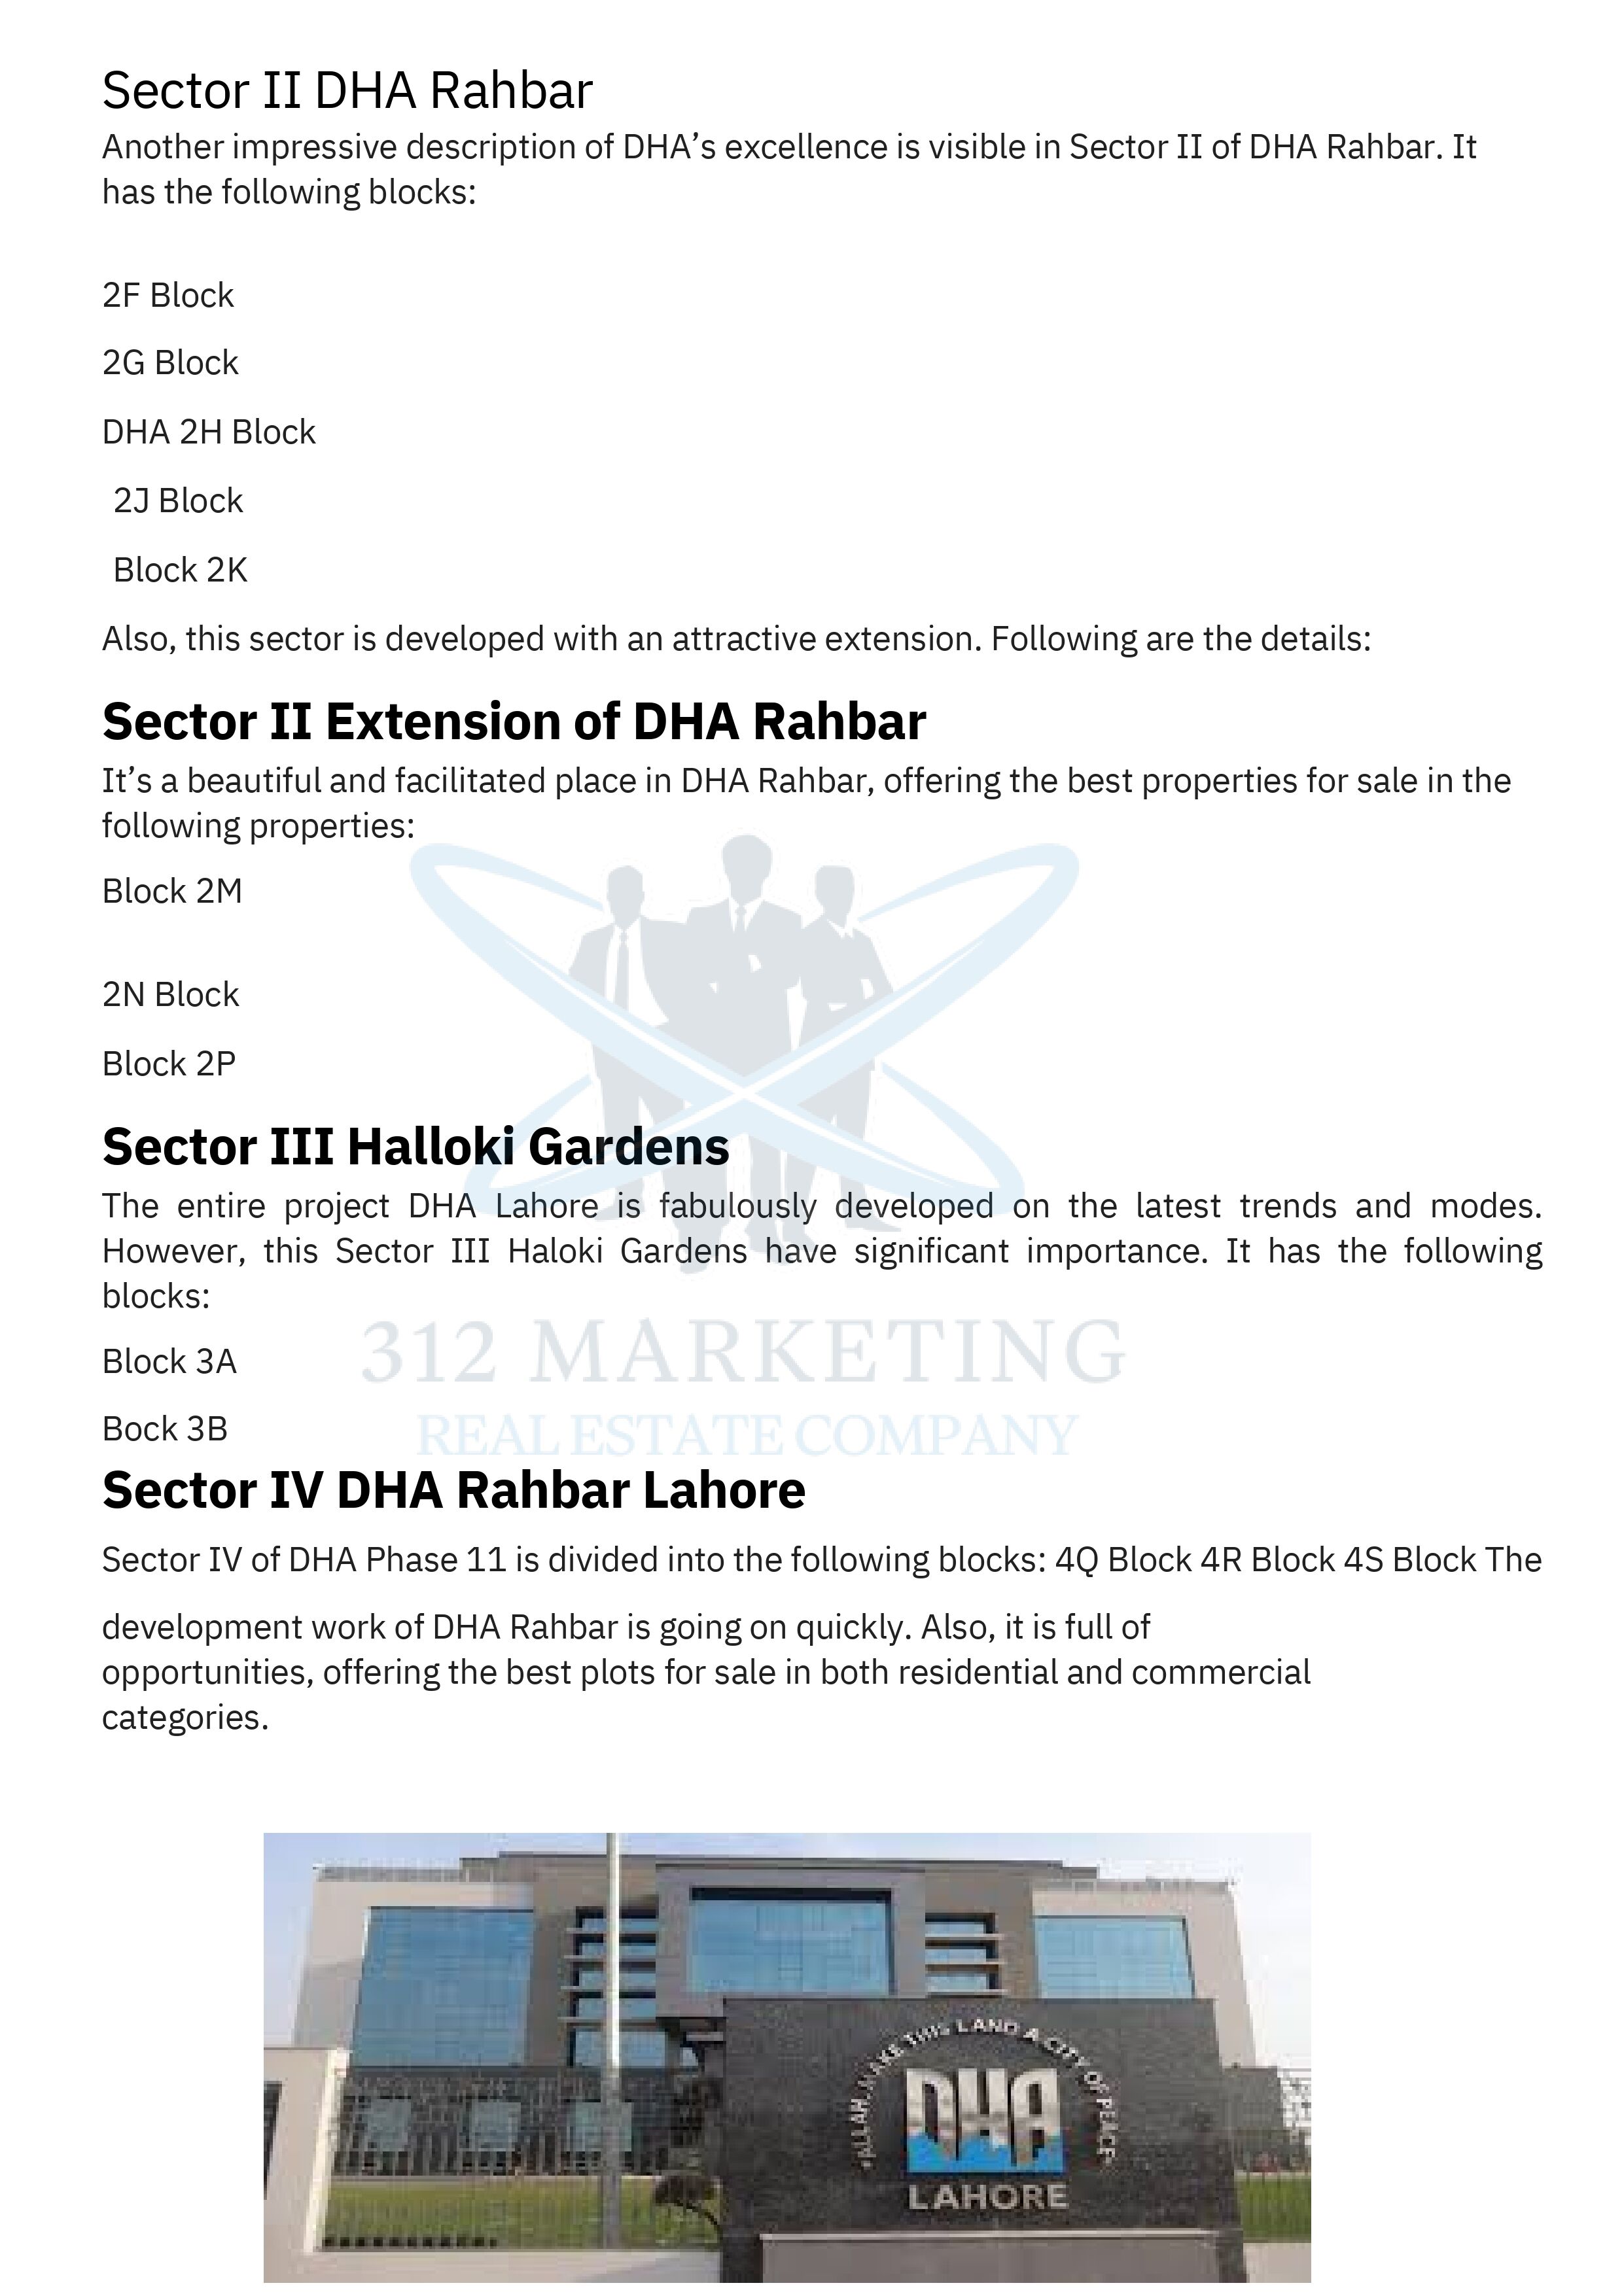 Sector II DHA Rahbar
Another impressive description of DHA’s excellence is visible in Sector II of DHA Rahbar. It
has the following blocks:
2F Block
2G Block
DHA 2H Block
2J Block
Block 2K
Also, this sector is developed with an attractive extension. Following are the details:
Sector II Extension of DHA Rahbar
It’s a beautiful and facilitated place in DHA Rahbar, offering the best properties for sale in the
following properties:
Block 2M
2N Block
Block 2P
Sector III Halloki Gardens
The entire project DHA Lahore is fabulously developed on the latest trends and modes.
However, this Sector III Haloki Gardens have significant importance. It has the following
blocks:
312 MARKETING
Block 3A
Bock 3B
REAL ESTATE COMPANY
Sector IV DHA Rahbar Lahore
Sector IV of DHA Phase 11 is divided into the following blocks: 4Q Block 4R Block 4S Block The
development work of DHA Rahbar is going on quickly. Also, it is full of
opportunities, offering the best plots for sale in both residential and commercial
categories.
ALLAH, MAKE THIS LAND A CITY OF PEACE
DHA
LAHORE